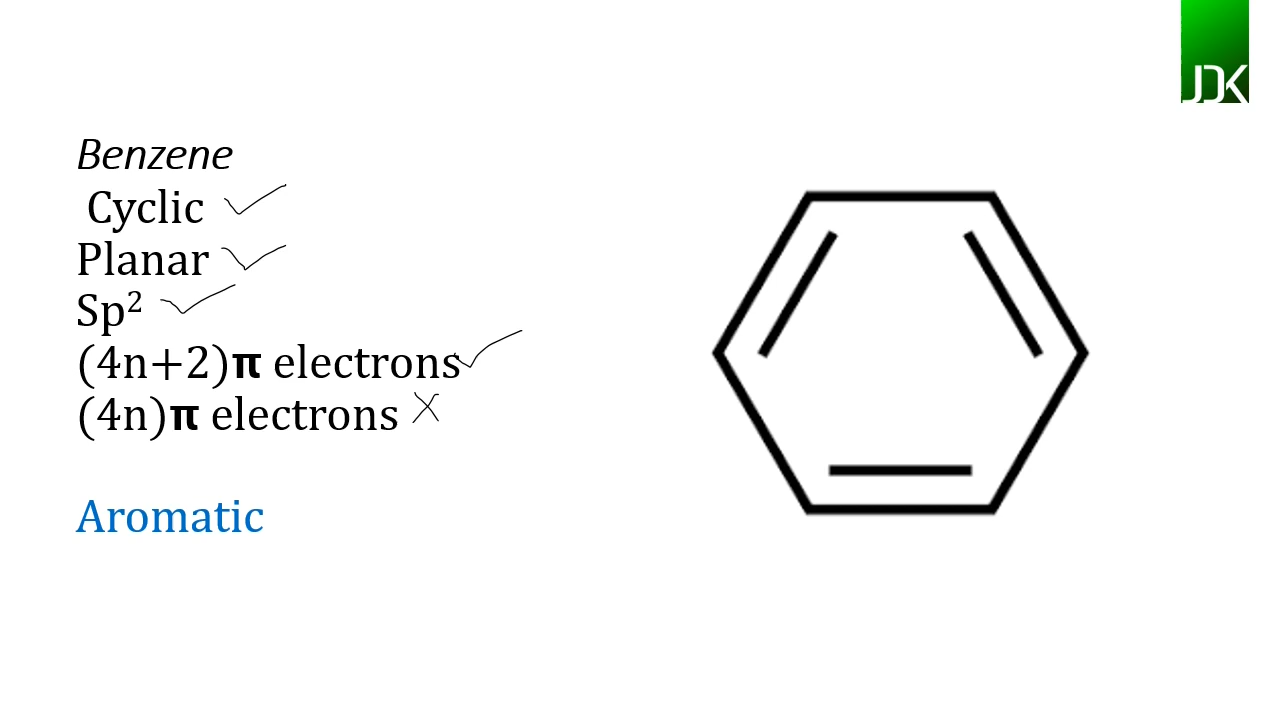 JDK
Benzene
Cyclic
Planar
Sp²
(4n+2)π electrons
(4n)π electrons
Aromatic